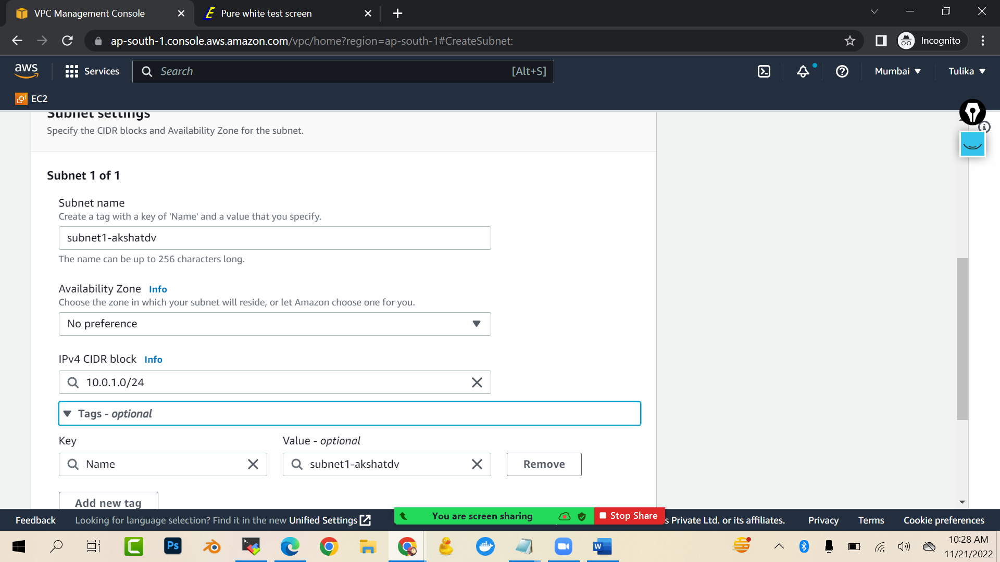 VPC Management Console
Pure white test screen
ap-south-1.console.aws.amazon.com/vpc/home?region=ap-south-1#CreateSubnet:
Incognito
aws
Services
Search
[Alt+S]
Mumbai
Tulika
EC2
Subnet settings
Specify the CIDR blocks and Availability Zone for the subnet.
Subnet 1 of 1
Subnet name
Create a tag with a key of 'Name' and a value that you specify.
subnet1-akshatdv
The name can be up to 256 characters long.
Availability Zone Info
Choose the zone in which your subnet will reside, or let Amazon choose one for you.
No preference
IPv4 CIDR block Info
10.0.1.0/24
Tags - optional
Key
Value - optional
Name
subnet1-akshatdv
Remove
Add new tag
Feedback
Looking for language selection? Find it in the new Unified Settings
You are screen sharing
Stop Share
s Private Ltd. or its affiliates.
Privacy
Terms
Cookie preferences
Ps
W
10:28 AM
11/21/2022